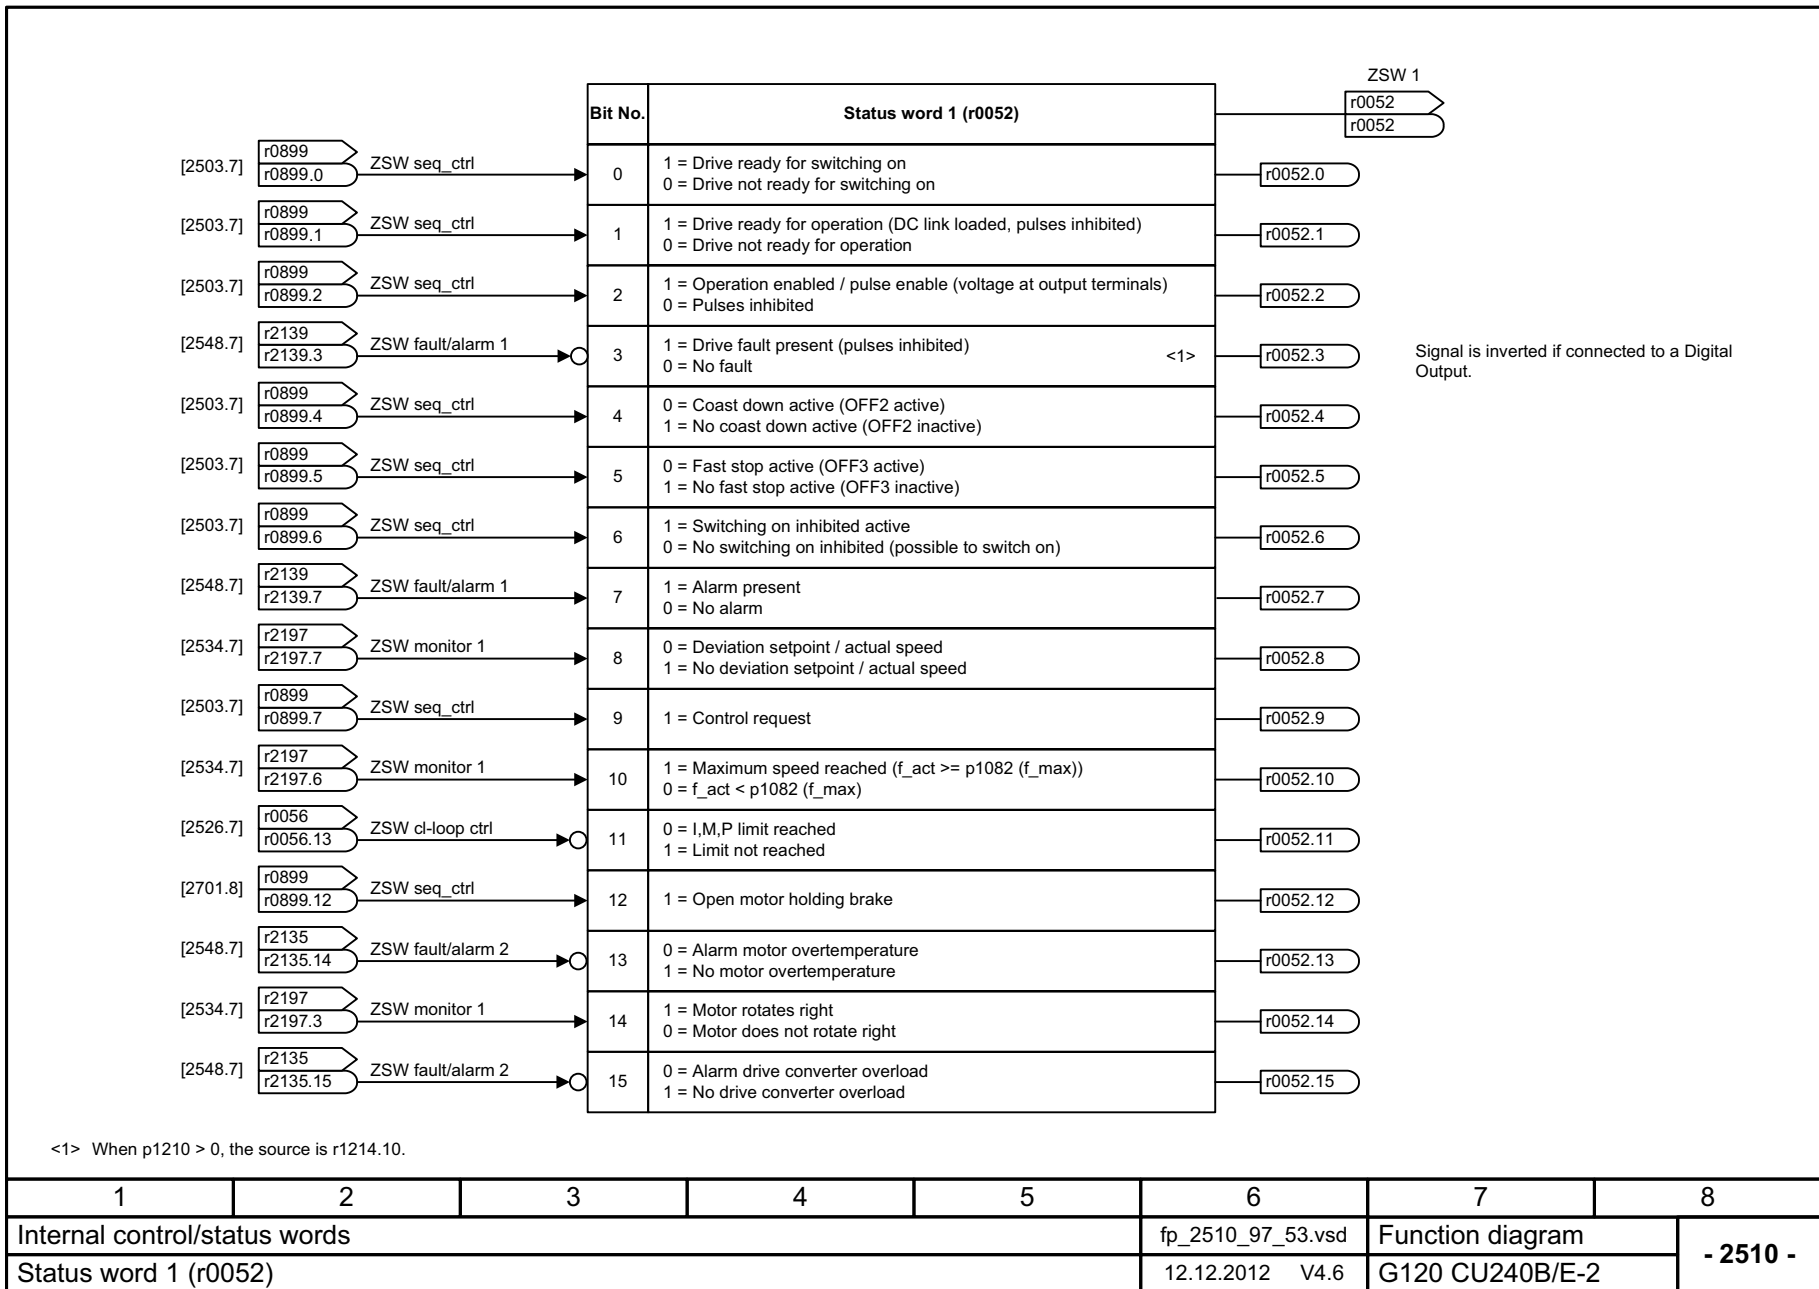 ZSW 1
r0052
r0052
Bit No. Status word 1 (r0052)
[2503.7] r0899 r0899.0 ZSW seq_ctrl 0 1 = Drive ready for switching on
0 = Drive not ready for switching on r0052.0
[2503.7] r0899 r0899.1 ZSW seq_ctrl 1 1 = Drive ready for operation (DC link loaded, pulses inhibited)
0 = Drive not ready for operation r0052.1
[2503.7] r0899 r0899.2 ZSW seq_ctrl 2 1 = Operation enabled / pulse enable (voltage at output terminals)
0 = Pulses inhibited r0052.2
[2548.7] r2139 r2139.3 ZSW fault/alarm 1 3 1 = Drive fault present (pulses inhibited) <1>
0 = No fault r0052.3
Signal is inverted if connected to a Digital
Output.
[2503.7] r0899 r0899.4 ZSW seq_ctrl 4 0 = Coast down active (OFF2 active)
1 = No coast down active (OFF2 inactive) r0052.4
[2503.7] r0899 r0899.5 ZSW seq_ctrl 5 0 = Fast stop active (OFF3 active)
1 = No fast stop active (OFF3 inactive) r0052.5
[2503.7] r0899 r0899.6 ZSW seq_ctrl 6 1 = Switching on inhibited active
0 = No switching on inhibited (possible to switch on) r0052.6
[2548.7] r2139 r2139.7 ZSW fault/alarm 1 7 1 = Alarm present
0 = No alarm r0052.7
[2534.7] r2197 r2197.7 ZSW monitor 1 8 0 = Deviation setpoint / actual speed
1 = No deviation setpoint / actual speed r0052.8
[2503.7] r0899 r0899.7 ZSW seq_ctrl 9 1 = Control request r0052.9
[2534.7] r2197 r2197.6 ZSW monitor 1 10 1 = Maximum speed reached (f_act >= p1082 (f_max))
0 = f_act < p1082 (f_max) r0052.10
[2526.7] r0056 r0056.13 ZSW cl-loop ctrl 11 0 = I,M,P limit reached
1 = Limit not reached r0052.11
[2701.8] r0899 r0899.12 ZSW seq_ctrl 12 1 = Open motor holding brake r0052.12
[2548.7] r2135 r2135.14 ZSW fault/alarm 2 13 0 = Alarm motor overtemperature
1 = No motor overtemperature r0052.13
[2534.7] r2197 r2197.3 ZSW monitor 1 14 1 = Motor rotates right
0 = Motor does not rotate right r0052.14
[2548.7] r2135 r2135.15 ZSW fault/alarm 2 15 0 = Alarm drive converter overload
1 = No drive converter overload r0052.15
<1> When p1210 > 0, the source is r1214.10.
1 2 3 4 5 6 7 8
Internal control/status words fp_2510_97_53.vsd Function diagram - 2510 -
Status word 1 (r0052) 12.12.2012 V4.6 G120 CU240B/E-2